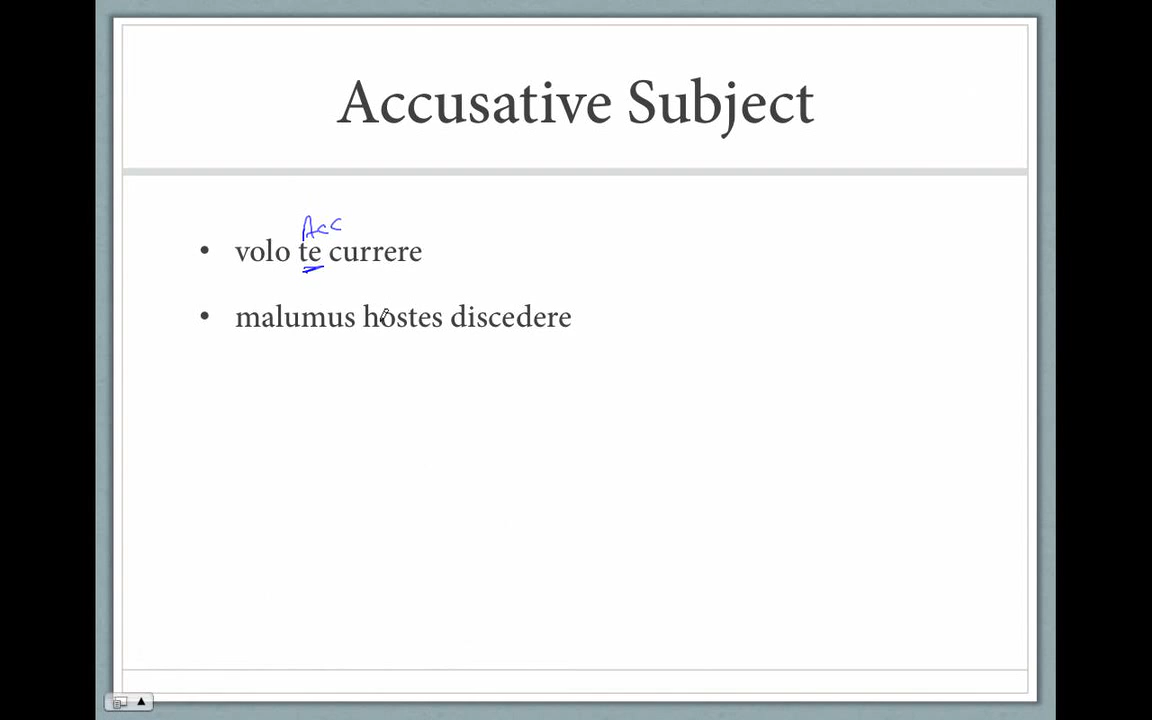 Accusative Subject
Acc
• volo te currere
• malumus hostes discedere